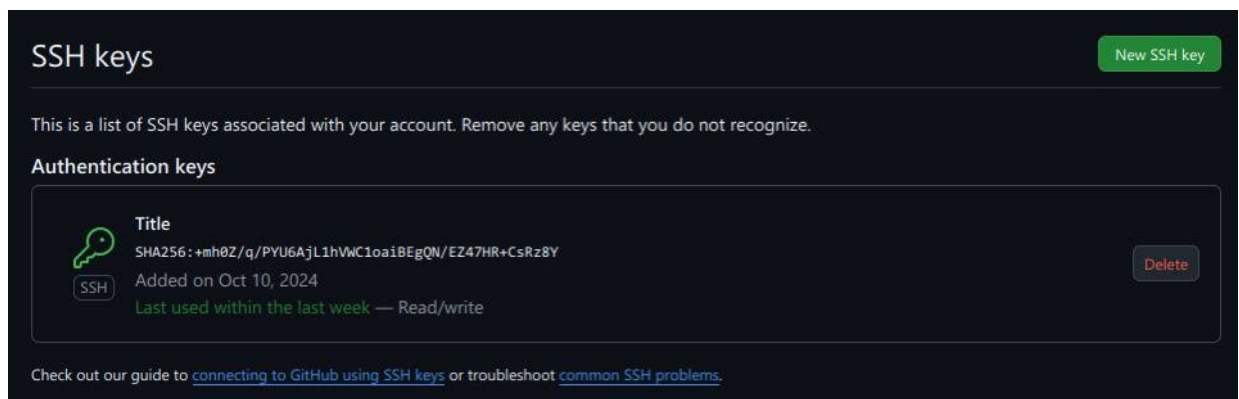 SSH keys
New SSH key
This is a list of SSH keys associated with your account. Remove any keys that you do not recognize.
Authentication keys
Title
SHA256:+mh0Z/q/PYU6AjL1hVWC1oaiBEgQN/EZ47HR+CsRz8Y
SSH
Added on Oct 10, 2024
Last used within the last week — Read/write
Delete
Check out our guide to connecting to GitHub using SSH keys or troubleshoot common SSH problems.